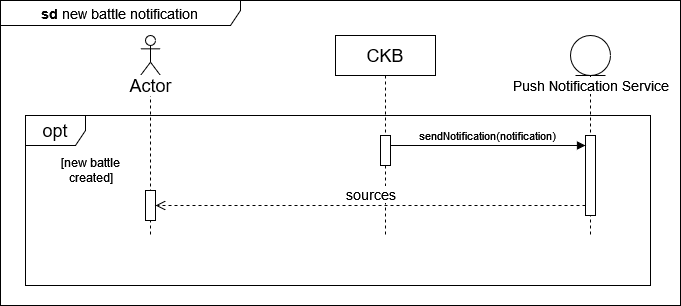 sd new battle notification
Actor
CKB
Push Notification Service
opt
[new battle
created]
sendNotification(notification)
sources